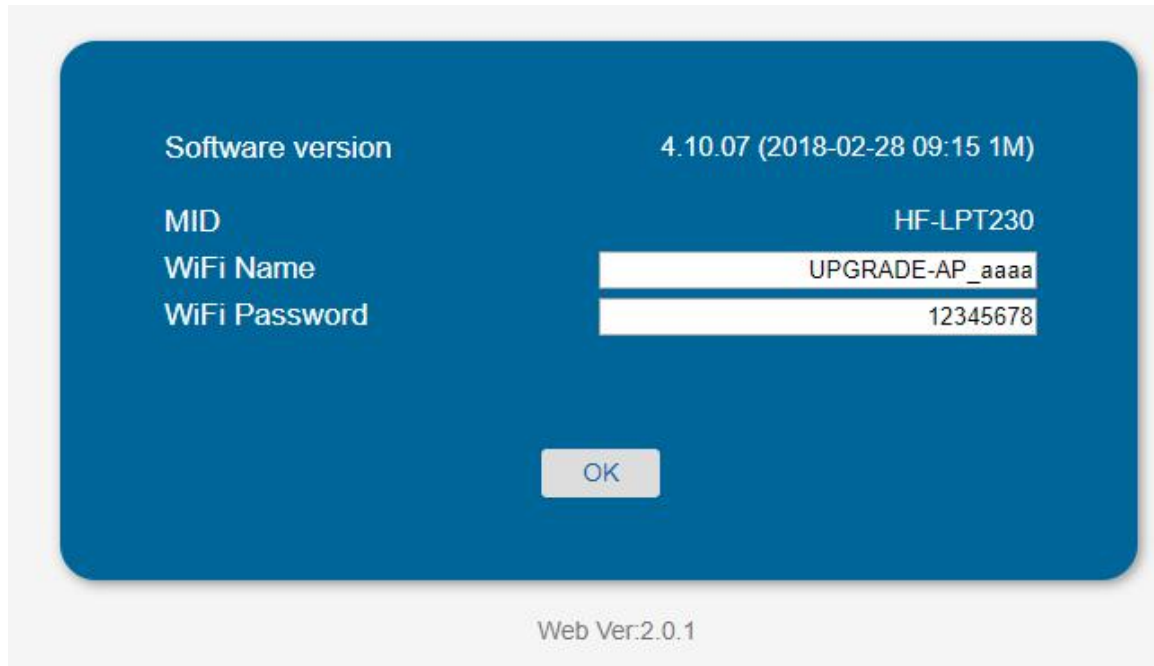 Software version 4.10.07 (2018-02-28 09:15 1M)
MID HF-LPT230
WiFi Name UPGRADE-AP_aaaa
WiFi Password 12345678
OK
Web Ver:2.0.1